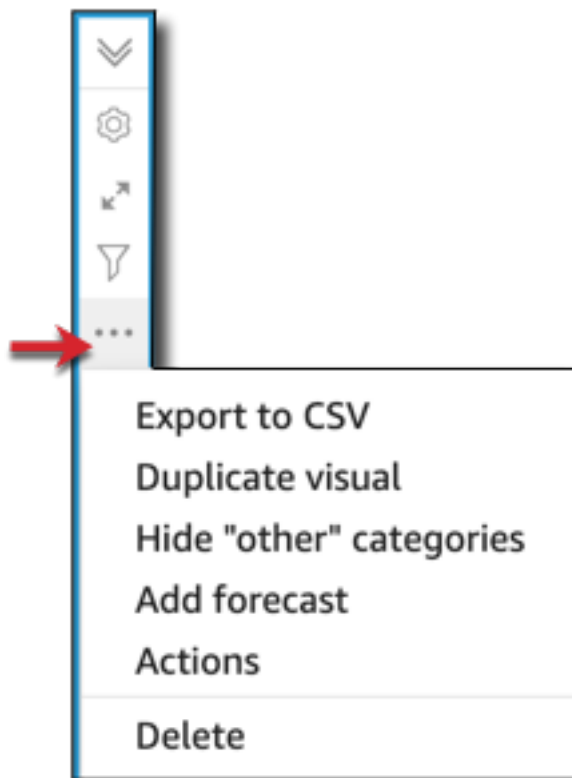 Export to CSV
Duplicate visual
Hide "other" categories
Add forecast
Actions
Delete